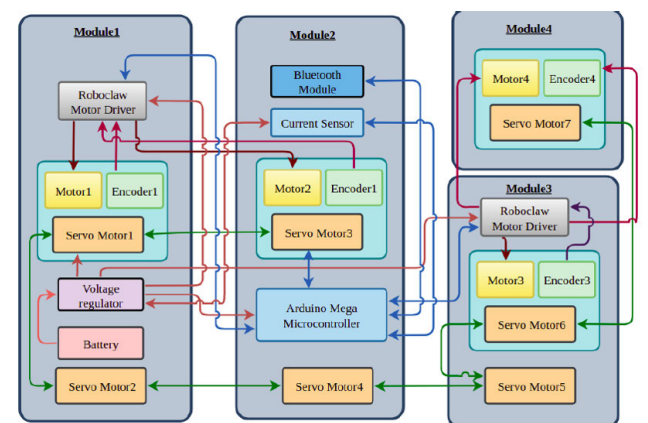 Module1
Roboclaw
Motor Driver
Motor1
Encoder1
Servo Motor1
Voltage
regulator
Battery
Servo Motor2
Module2
Bluetooth
Module
Current Sensor
Motor2
Encoder1
Servo Motor3
Arduino Mega
Microcontroller
Servo Motor4
Module4
Motor4
Encoder4
Servo Motor7
Module3
Roboclaw
Motor Driver
Motor3
Encoder3
Servo Motor6
Servo Motor5